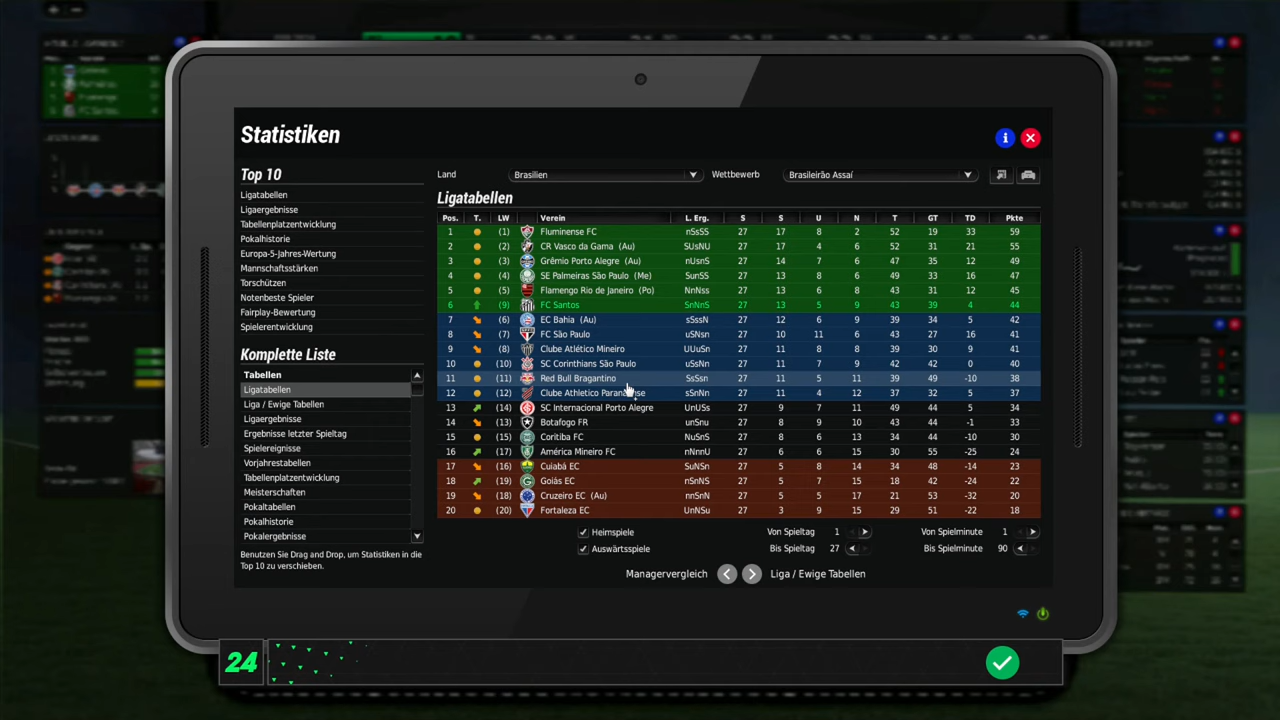 Statistiken
Top 10
Ligatabellen
Ligaergebnisse
Tabellenplatzentwicklung
Pokalhistorie
Europa-5-Jahres-Wertung
Mannschaftsstärken
Torschützen
Notenbeste Spieler
Fairplay-Bewertung
Spielerentwicklung
Komplette Liste
Tabellen
Ligatabellen
Liga / Ewige Tabellen
Ligaergebnisse
Ergebnisse letzter Spieltag
Spielereignisse
Vorjahrestabellen
Tabellenplatzentwicklung
Meisterschaften
Pokaltabellen
Pokalhistorie
Pokalergebnisse
Benutzen Sie Drag and Drop, um Statistiken in die
Top 10 zu verschieben.
Land Brasilien Wettbewerb Brasileirão Assaí
Ligatabellen
Pos. T. LW Verein L. Erg. S S U N T GT TD Pkte
1 (1) Fluminense FC nSsSS 27 17 8 2 52 19 33 59
2 (2) CR Vasco da Gama (Au) SUsNU 27 17 4 6 52 31 21 55
3 (3) Grêmio Porto Alegre (Au) nUsnS 27 14 7 6 47 35 12 49
4 (4) SE Palmeiras São Paulo (Me) SunSS 27 13 8 6 49 33 16 47
5 (5) Flamengo Rio de Janeiro (Po) NnNss 27 13 6 8 43 31 12 45
6 (9) FC Santos SnNnS 27 13 5 9 43 39 4 44
7 (6) EC Bahia (Au) sSssN 27 12 6 9 39 34 5 42
8 (7) FC São Paulo uSNsn 27 10 11 6 43 27 16 41
9 (8) Clube Atlético Mineiro UUuSn 27 11 8 8 39 30 9 41
10 (10) SC Corinthians São Paulo uSsNn 27 11 7 9 42 42 0 40
11 (11) Red Bull Bragantino SsSsn 27 11 5 11 39 49 -10 38
12 (12) Clube Athletico Paranaense sSnNn 27 11 4 12 37 32 5 37
13 (14) SC Internacional Porto Alegre UnUSs 27 9 7 11 49 44 5 34
14 (13) Botafogo FR unSnu 27 8 9 10 43 44 -1 33
15 (15) Coritiba FC NuSnS 27 8 6 13 34 44 -10 30
16 (17) América Mineiro FC nNnnU 27 6 6 15 30 55 -25 24
17 (16) Cuiabá EC SuNSn 27 5 8 14 34 48 -14 23
18 (19) Goiás EC nSnNS 27 5 7 15 18 42 -24 22
19 (18) Cruzeiro EC (Au) nnSnN 27 5 5 17 21 53 -32 20
20 (20) Fortaleza EC UnNSu 27 3 9 15 29 51 -22 18
Heimspiele Von Spieltag 1 Von Spielminute 1
Auswärtsspiele Bis Spieltag 27 Bis Spielminute 90
Managervergleich Liga / Ewige Tabellen
24